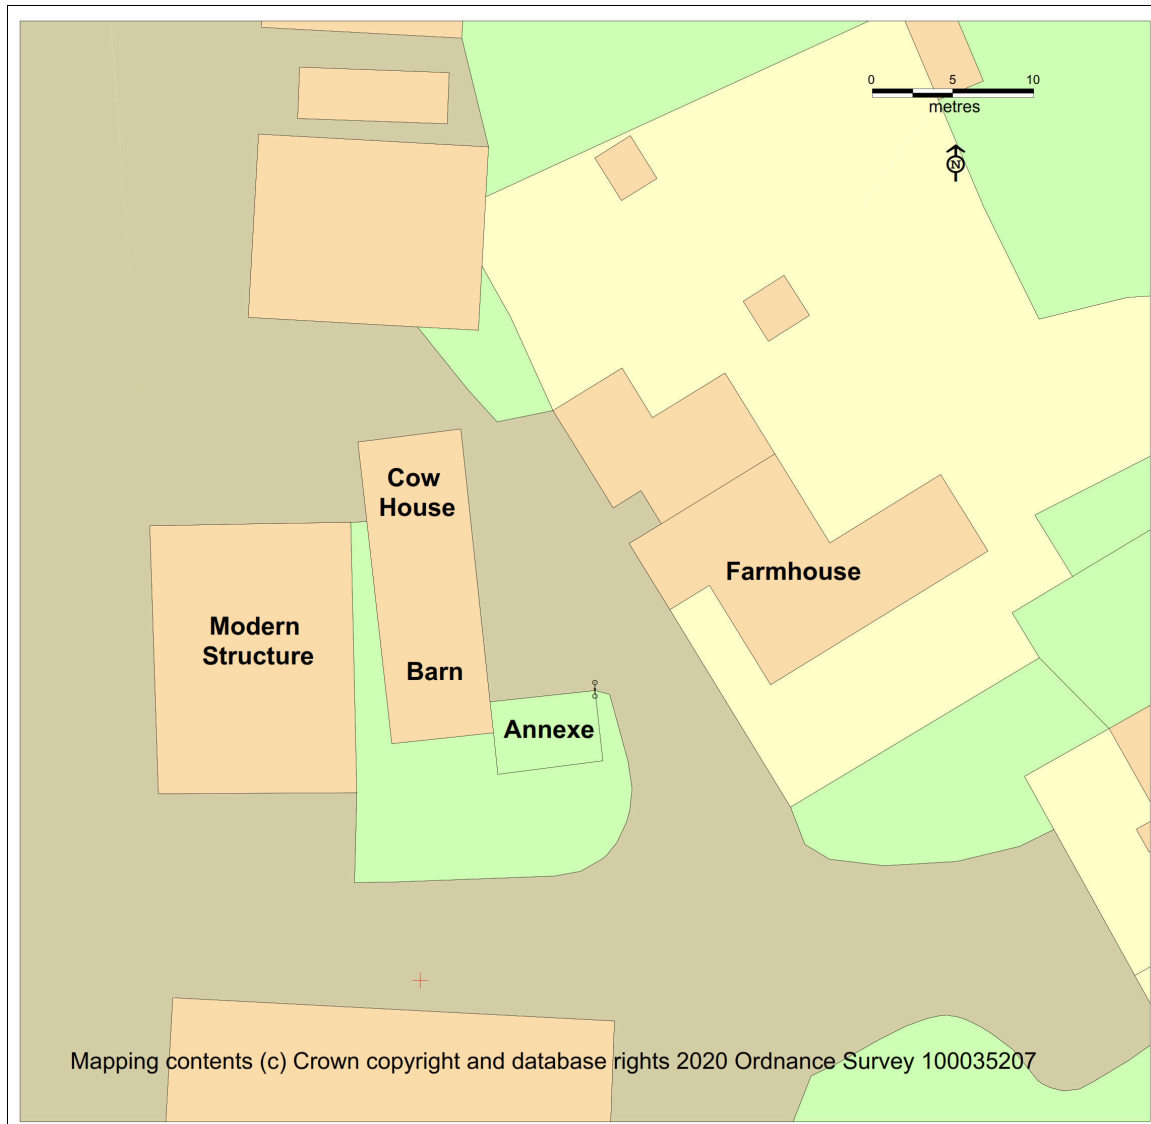 0 5 10
metres
N
Cow
House
Farmhouse
Modern
Structure
Barn
Annexe
Mapping contents (c) Crown copyright and database rights 2020 Ordnance Survey 100035207